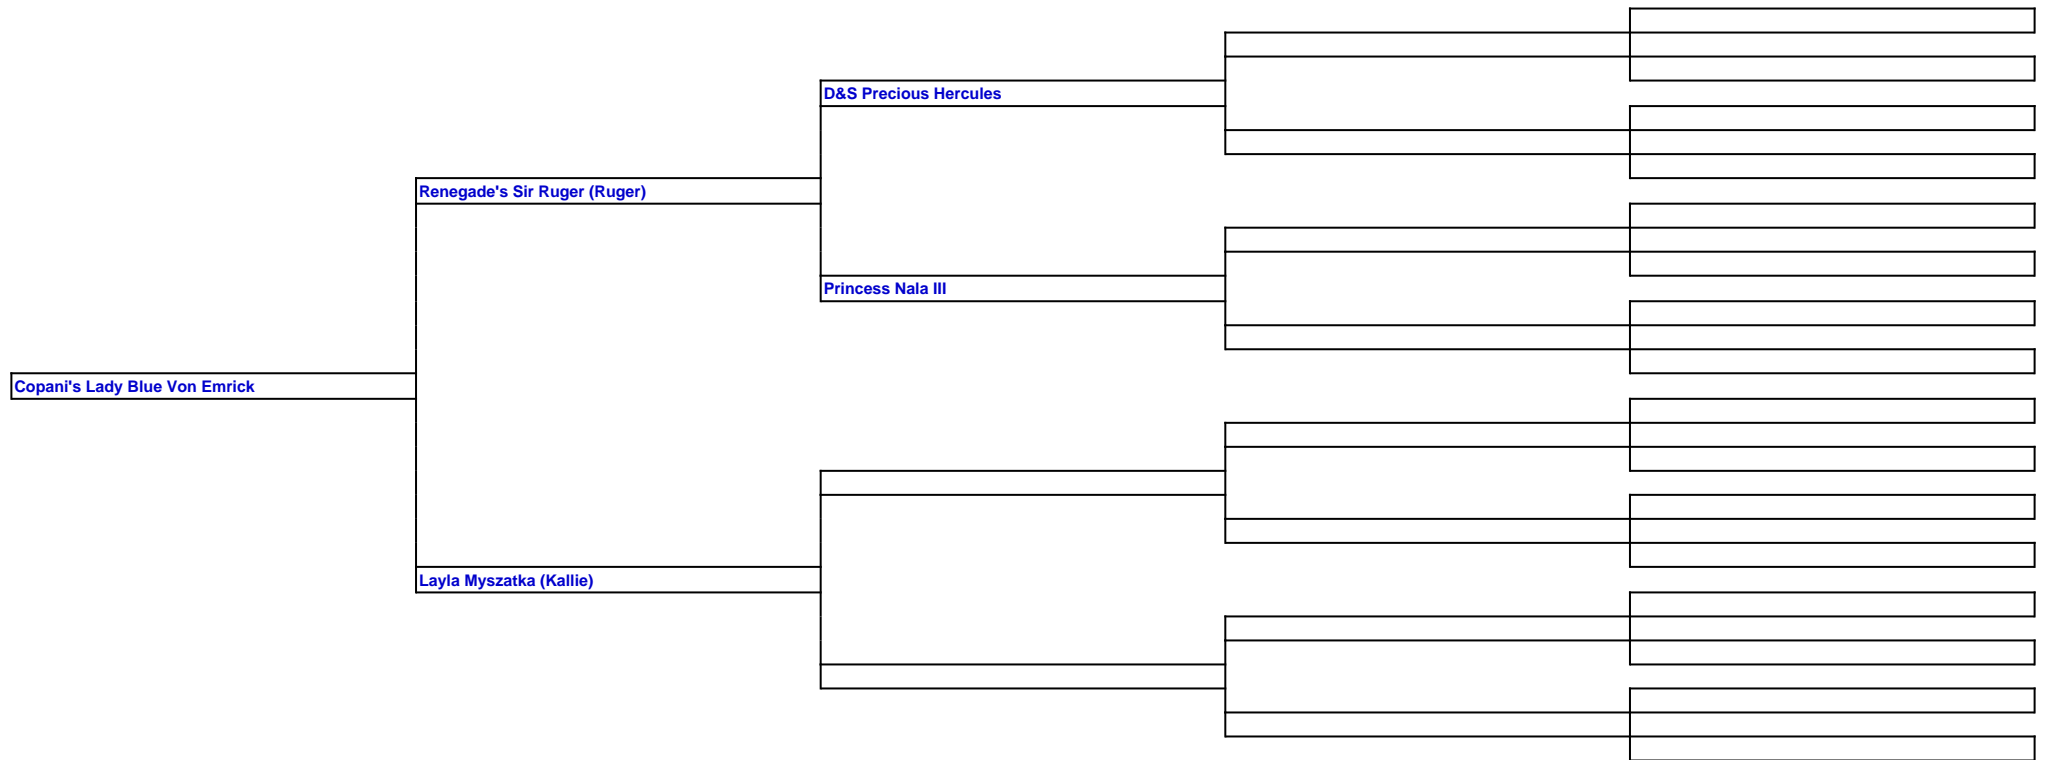 D&S Precious Hercules
Renegade's Sir Ruger (Ruger)
Princess Nala III
Copani's Lady Blue Von Emrick
Layla Myszatka (Kallie)